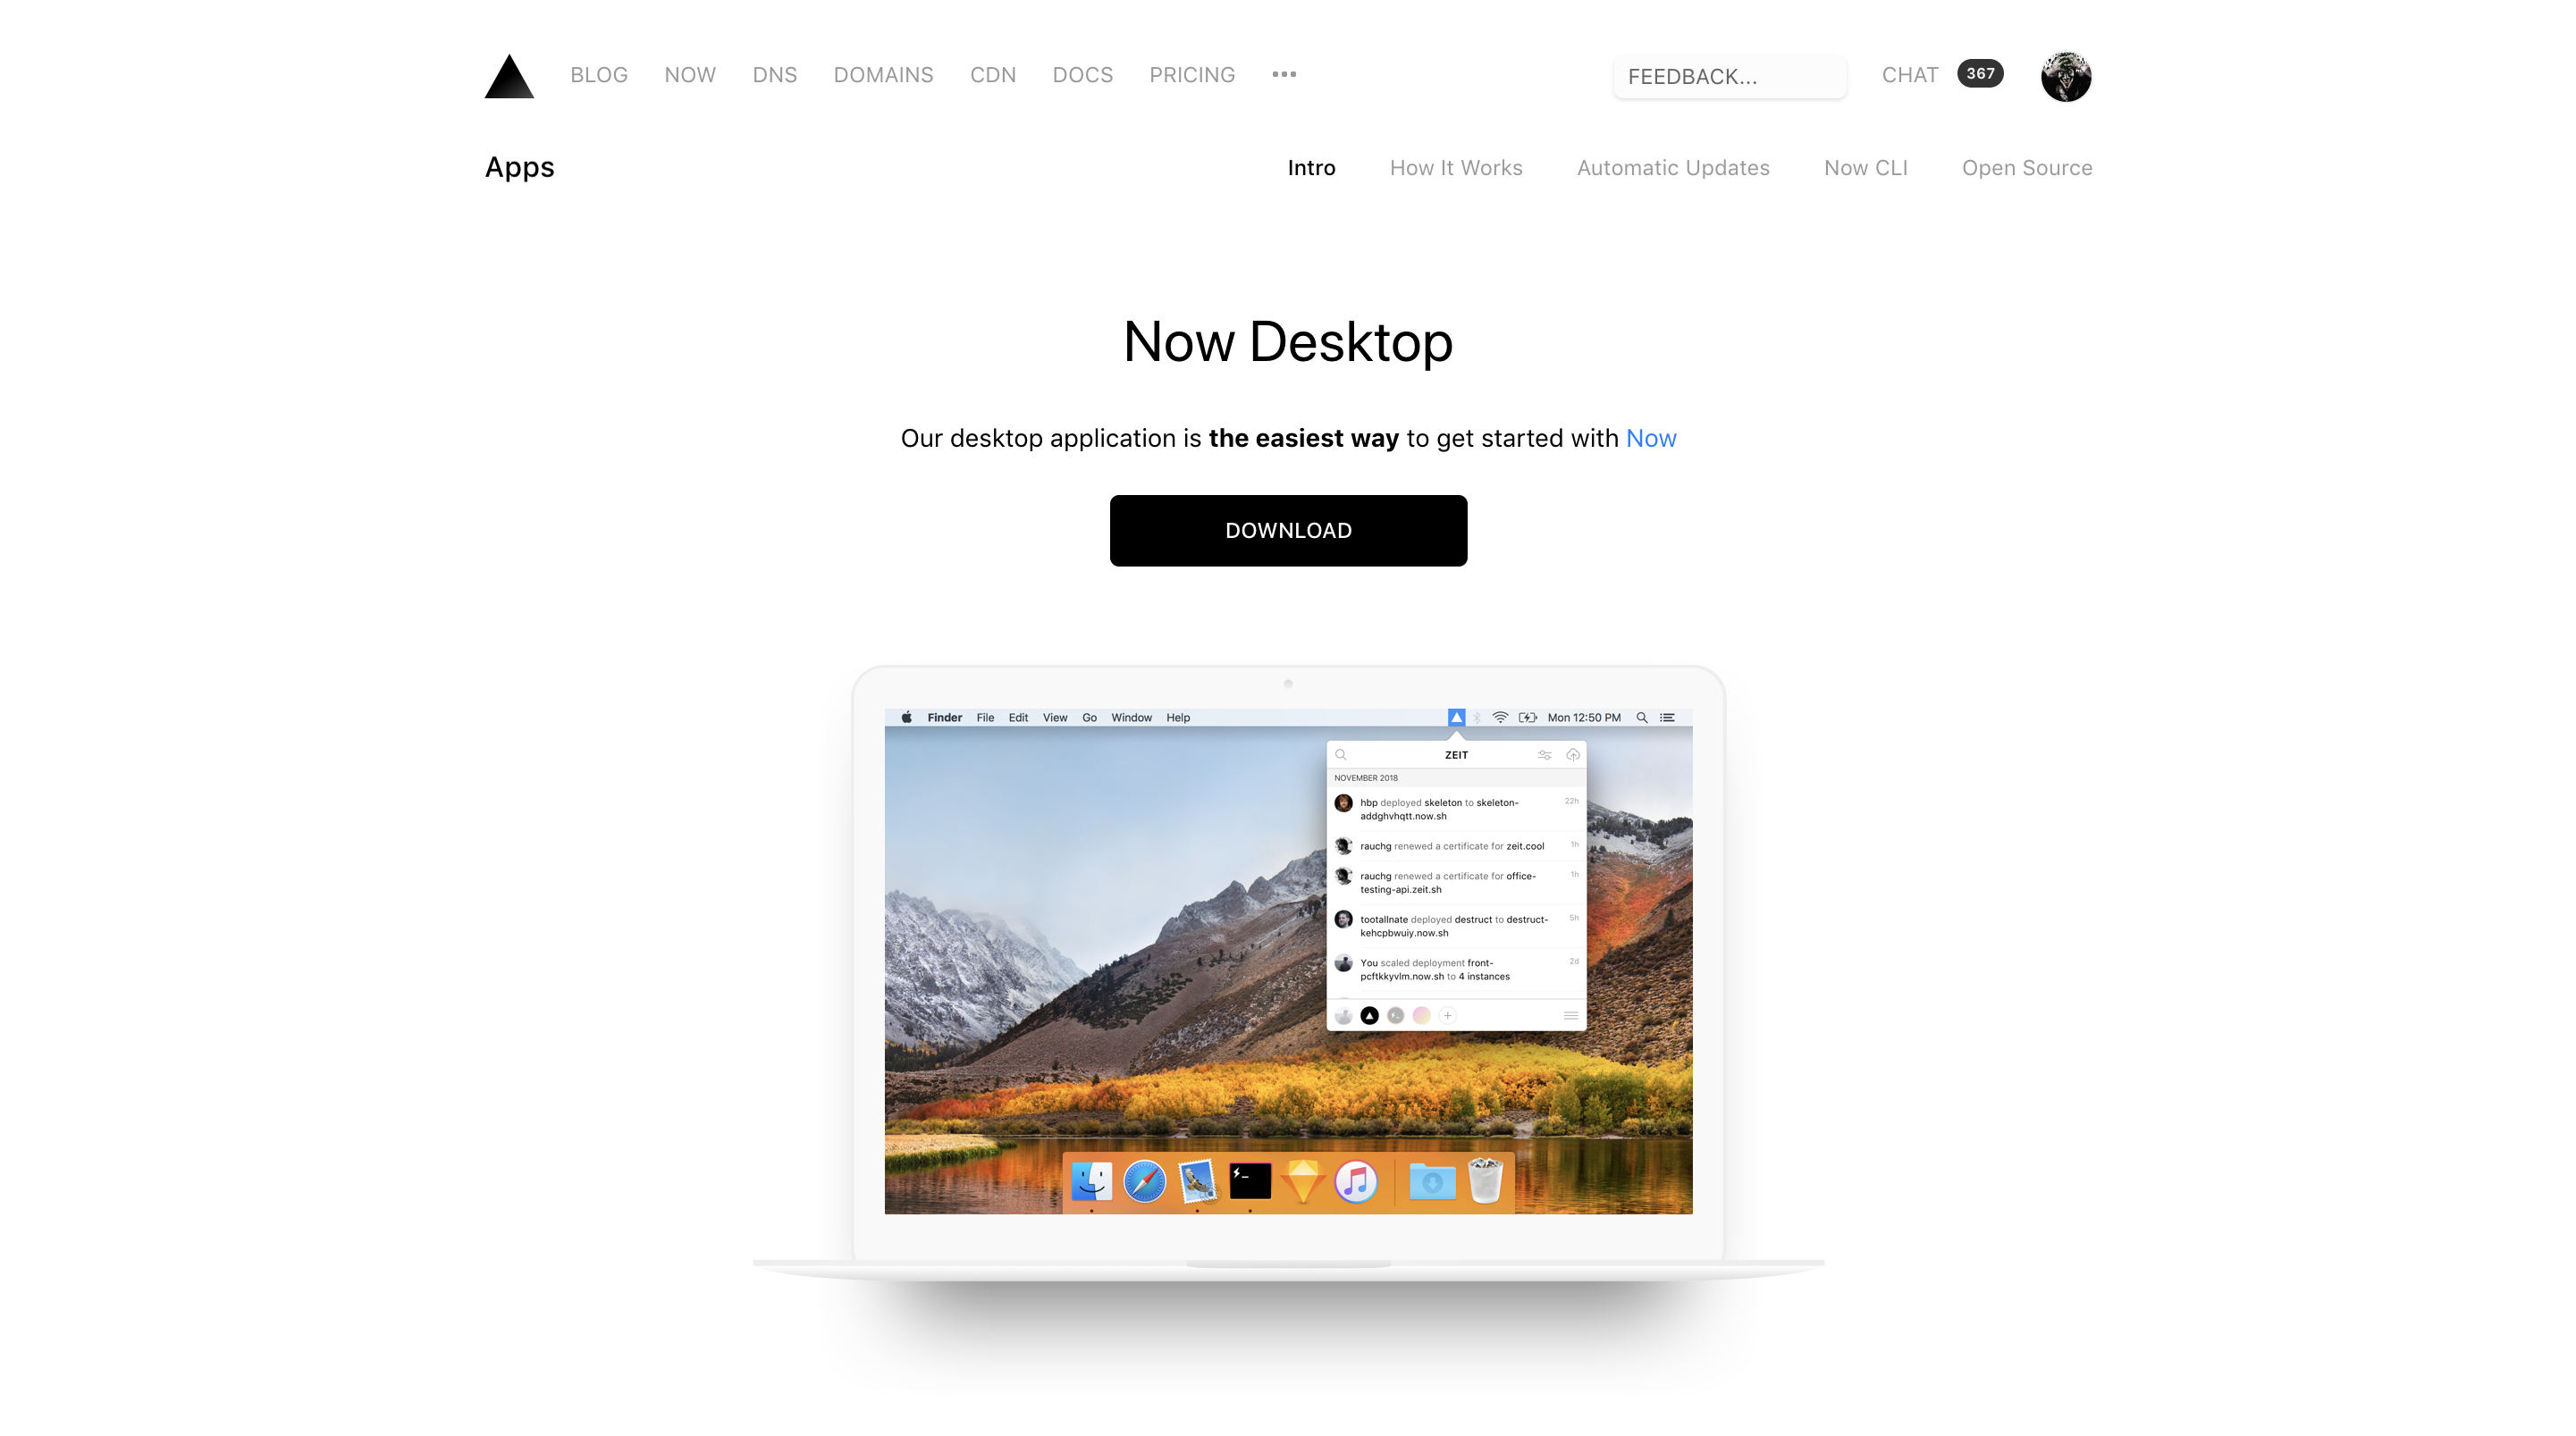 BLOG NOW DNS DOMAINS CDN DOCS PRICING ••• FEEDBACK... CHAT 367
Apps Intro How It Works Automatic Updates Now CLI Open Source
Now Desktop
Our desktop application is the easiest way to get started with Now
DOWNLOAD
Finder File Edit View Go Window Help Mon 12:50 PM
ZEIT
NOVEMBER 2018
hbp deployed skeleton to skeleton- 22h
addghvhqtt.now.sh
rauchg renewed a certificate for zeit.cool 1h
rauchg renewed a certificate for office- 1h
testing-api.zeit.sh
tootallnate deployed destruct to destruct- 5h
kehcpbwuiy.now.sh
You scaled deployment front- 2d
pcftkkyvlm.now.sh to 4 instances